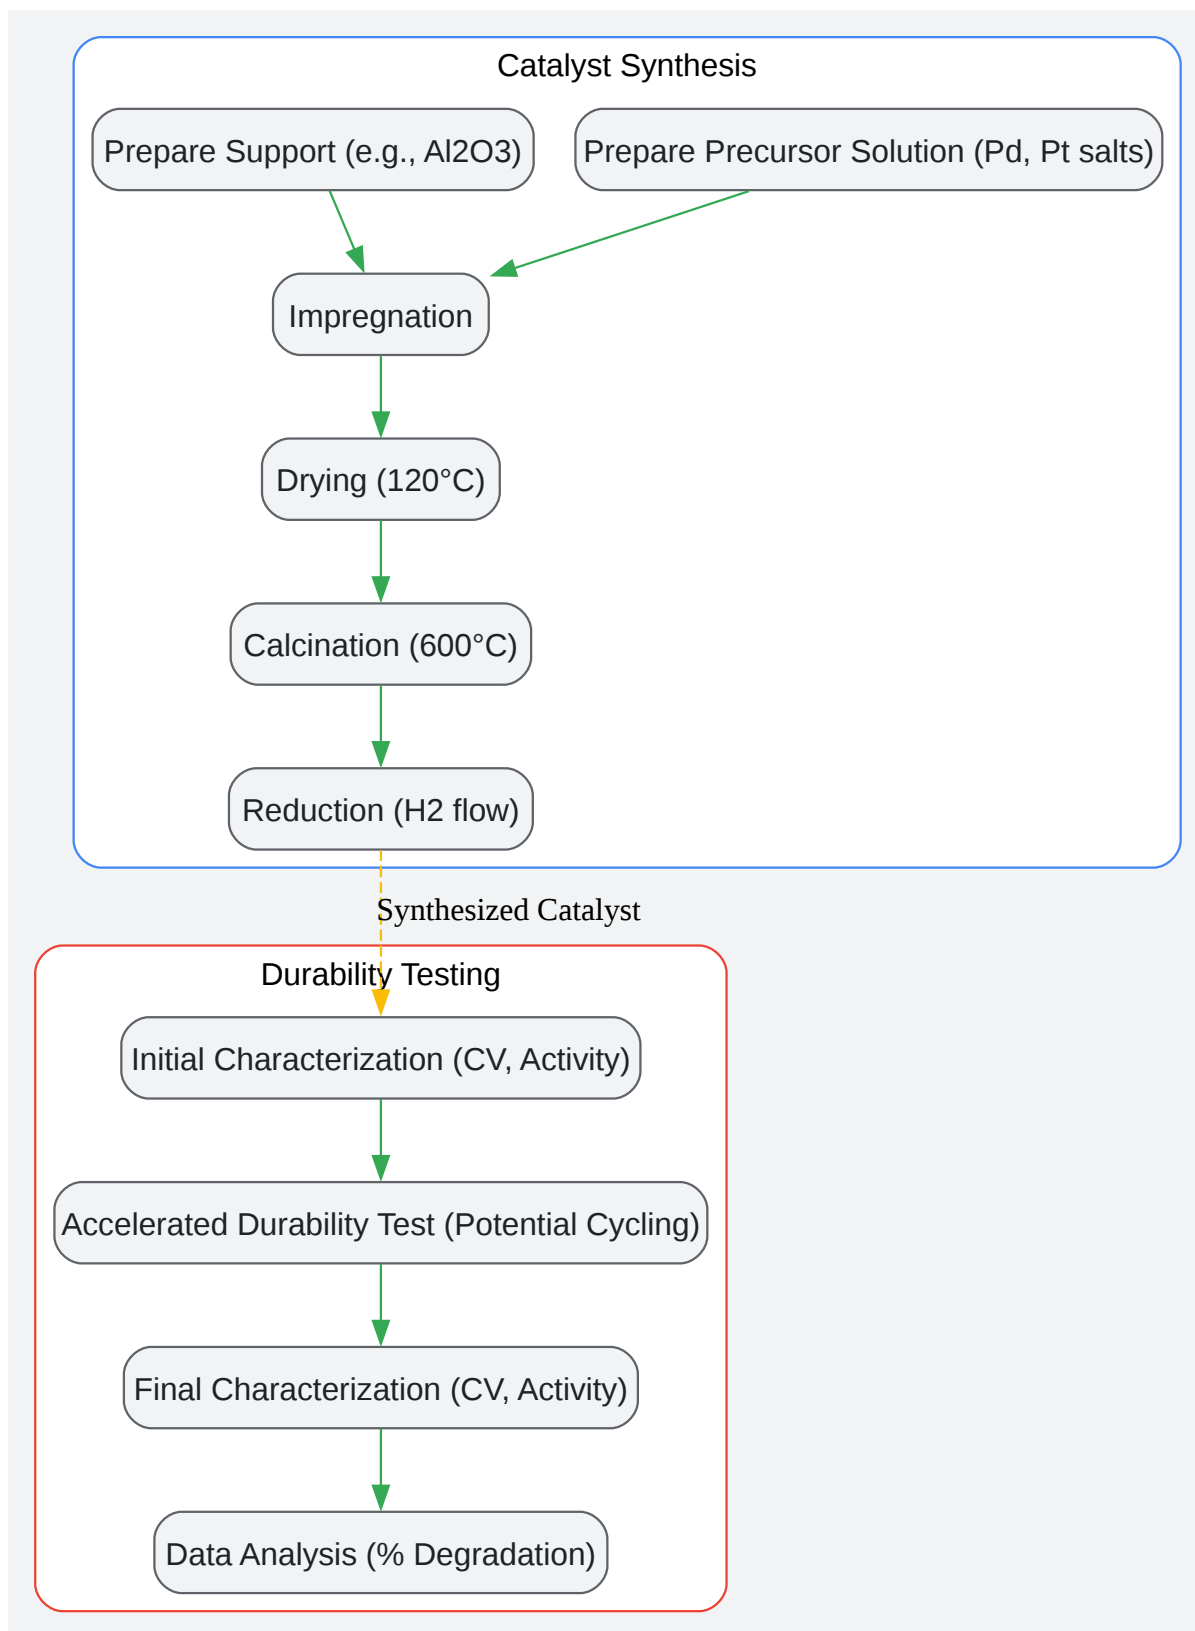 Catalyst Synthesis
Prepare Support (e.g., Al2O3)
Prepare Precursor Solution (Pd, Pt salts)
Impregnation
Drying (120°C)
Calcination (600°C)
Reduction (H2 flow)
Synthesized Catalyst
Durability Testing
Initial Characterization (CV, Activity)
Accelerated Durability Test (Potential Cycling)
Final Characterization (CV, Activity)
Data Analysis (% Degradation)